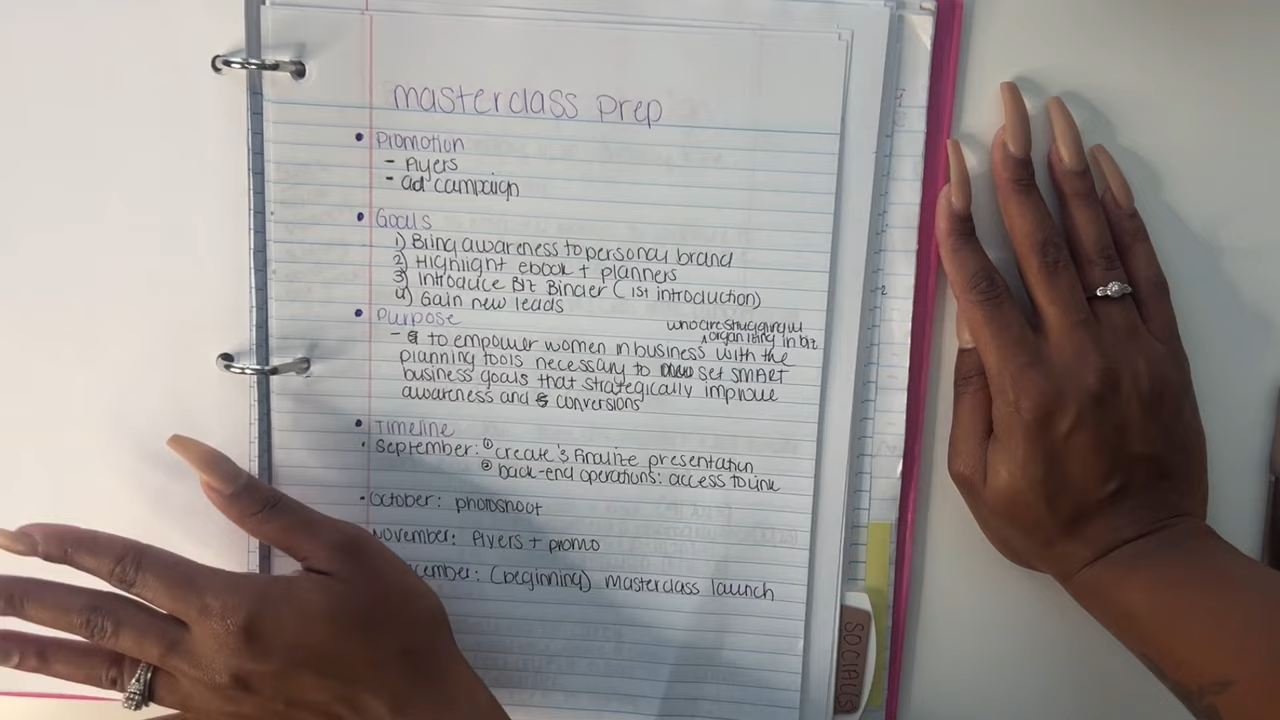 masterclass prep
• Promotion
- Flyers
- ad campaign
• Goals
1) Bring awareness to personal brand
2) Highlight ebook + planners
3) Introduce Biz Binder (1st introduction)
4) Gain new leads
• Purpose
who are struggling w/
organizing in biz
- to empower women in business with the
planning tools necessary to set SMART
business goals that strategically improve
awareness and conversions
• Timeline
• September: ① create & finalize presentation
② back-end operations: access to link
• October: photoshoot
November: Flyers + promo
cember: (beginning) masterclass launch
SOCIALS